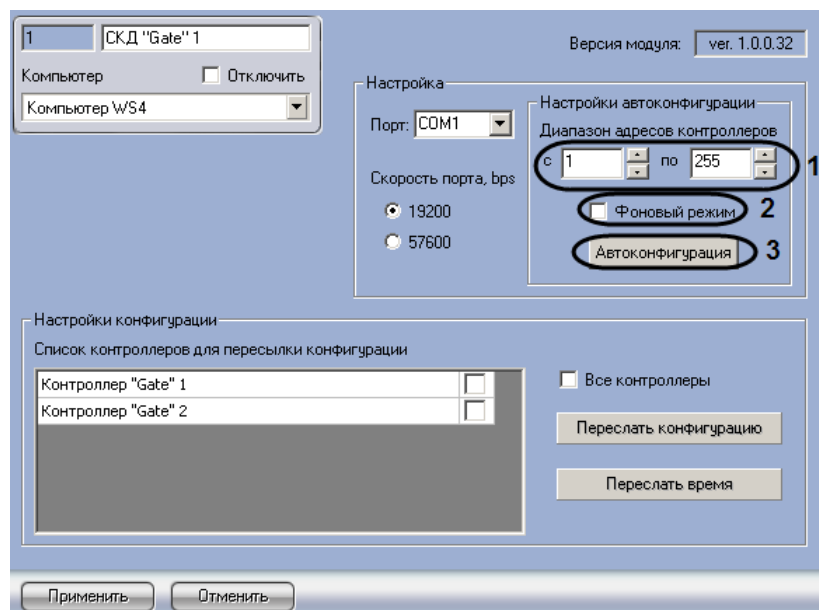 1 СКД "Gate" 1
Версия модуля: ver. 1.0.0.32
Компьютер Отключить
Компьютер WS4
Настройка
Порт: COM1
Скорость порта, bps
19200
57600
Настройки автоконфигурации
Диапазон адресов контроллеров
с 1 по 255 1
Фоновый режим 2
Автоконфигурация 3
Настройки конфигурации
Список контроллеров для пересылки конфигурации
Контроллер "Gate" 1
Контроллер "Gate" 2
Все контроллеры
Переслать конфигурацию
Переслать время
Применить Отменить